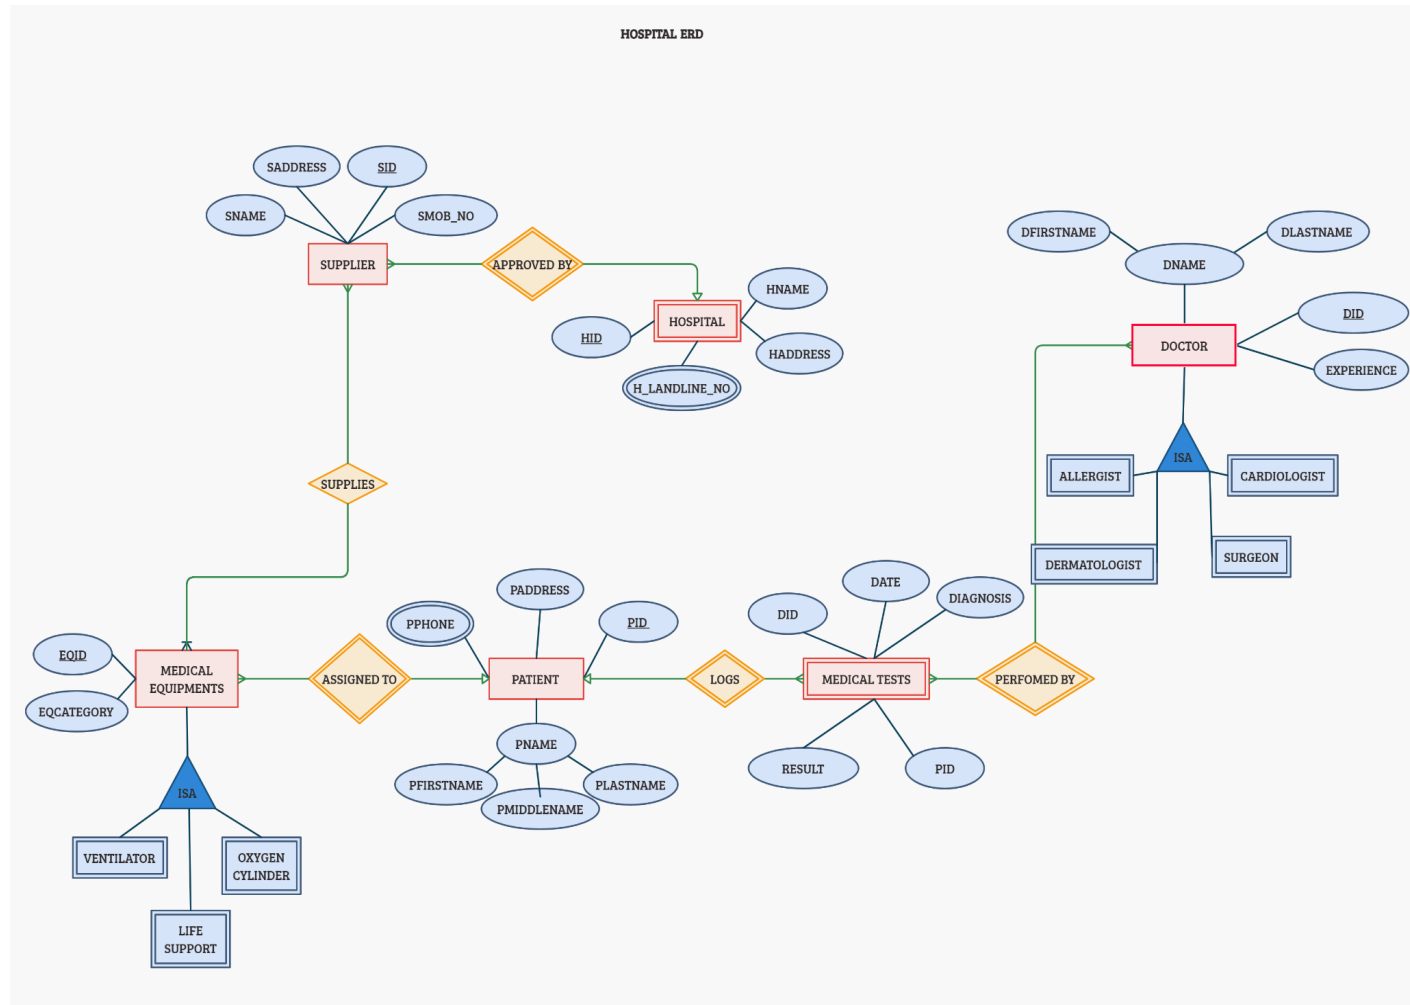 HOSPITAL ERD
SADDRESS
SID
SNAME
SMOB_NO
SUPPLIER
APPROVED BY
HNAME
HOSPITAL
HID
HADDRESS
H_LANDLINE_NO
DFIRSTNAME
DLASTNAME
DNAME
DID
DOCTOR
EXPERIENCE
ISA
ALLERGIST
CARDIOLOGIST
DERMATOLOGIST
SURGEON
SUPPLIES
PADDRESS
PPHONE
PID
DATE
DID
DIAGNOSIS
EQID
EQCATEGORY
MEDICAL
EQUIPMENTS
ASSIGNED TO
PATIENT
LOGS
MEDICAL TESTS
PERFOMED BY
PNAME
PFIRSTNAME
PMIDDLENAME
PLASTNAME
RESULT
PID
ISA
VENTILATOR
OXYGEN
CYLINDER
LIFE
SUPPORT